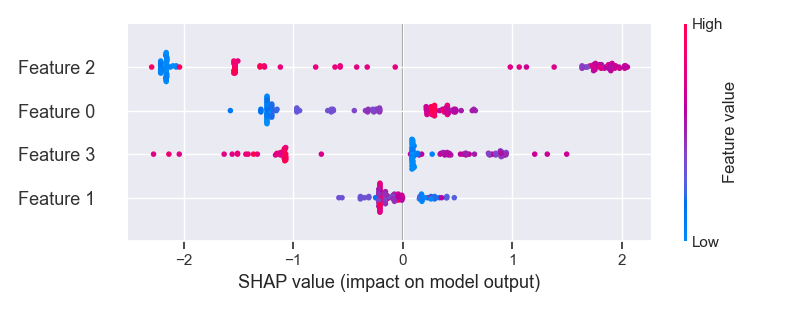 High
Feature 2
Feature 0
Feature 3
Feature 1
Feature value
Low
−2
−1
0
1
2
SHAP value (impact on model output)